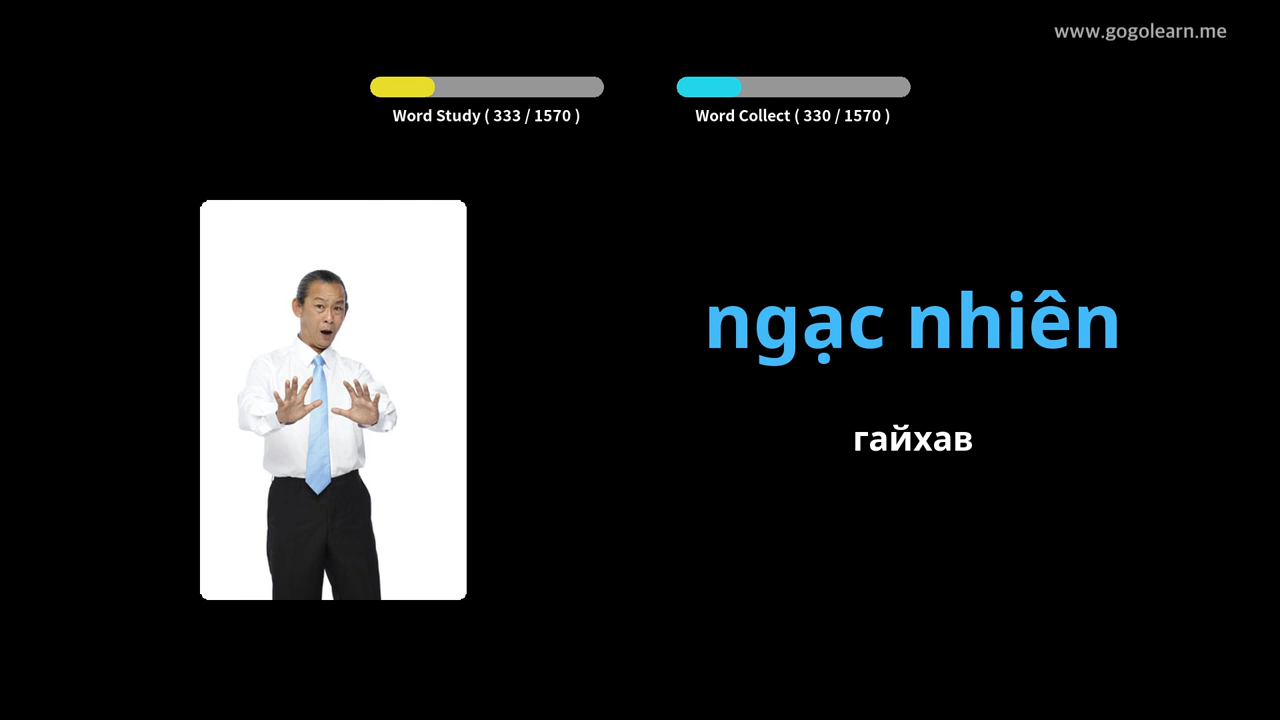 www.gogolearn.me
Word Study ( 333 / 1570 )
Word Collect ( 330 / 1570 )
ngạc nhiên
гайхав